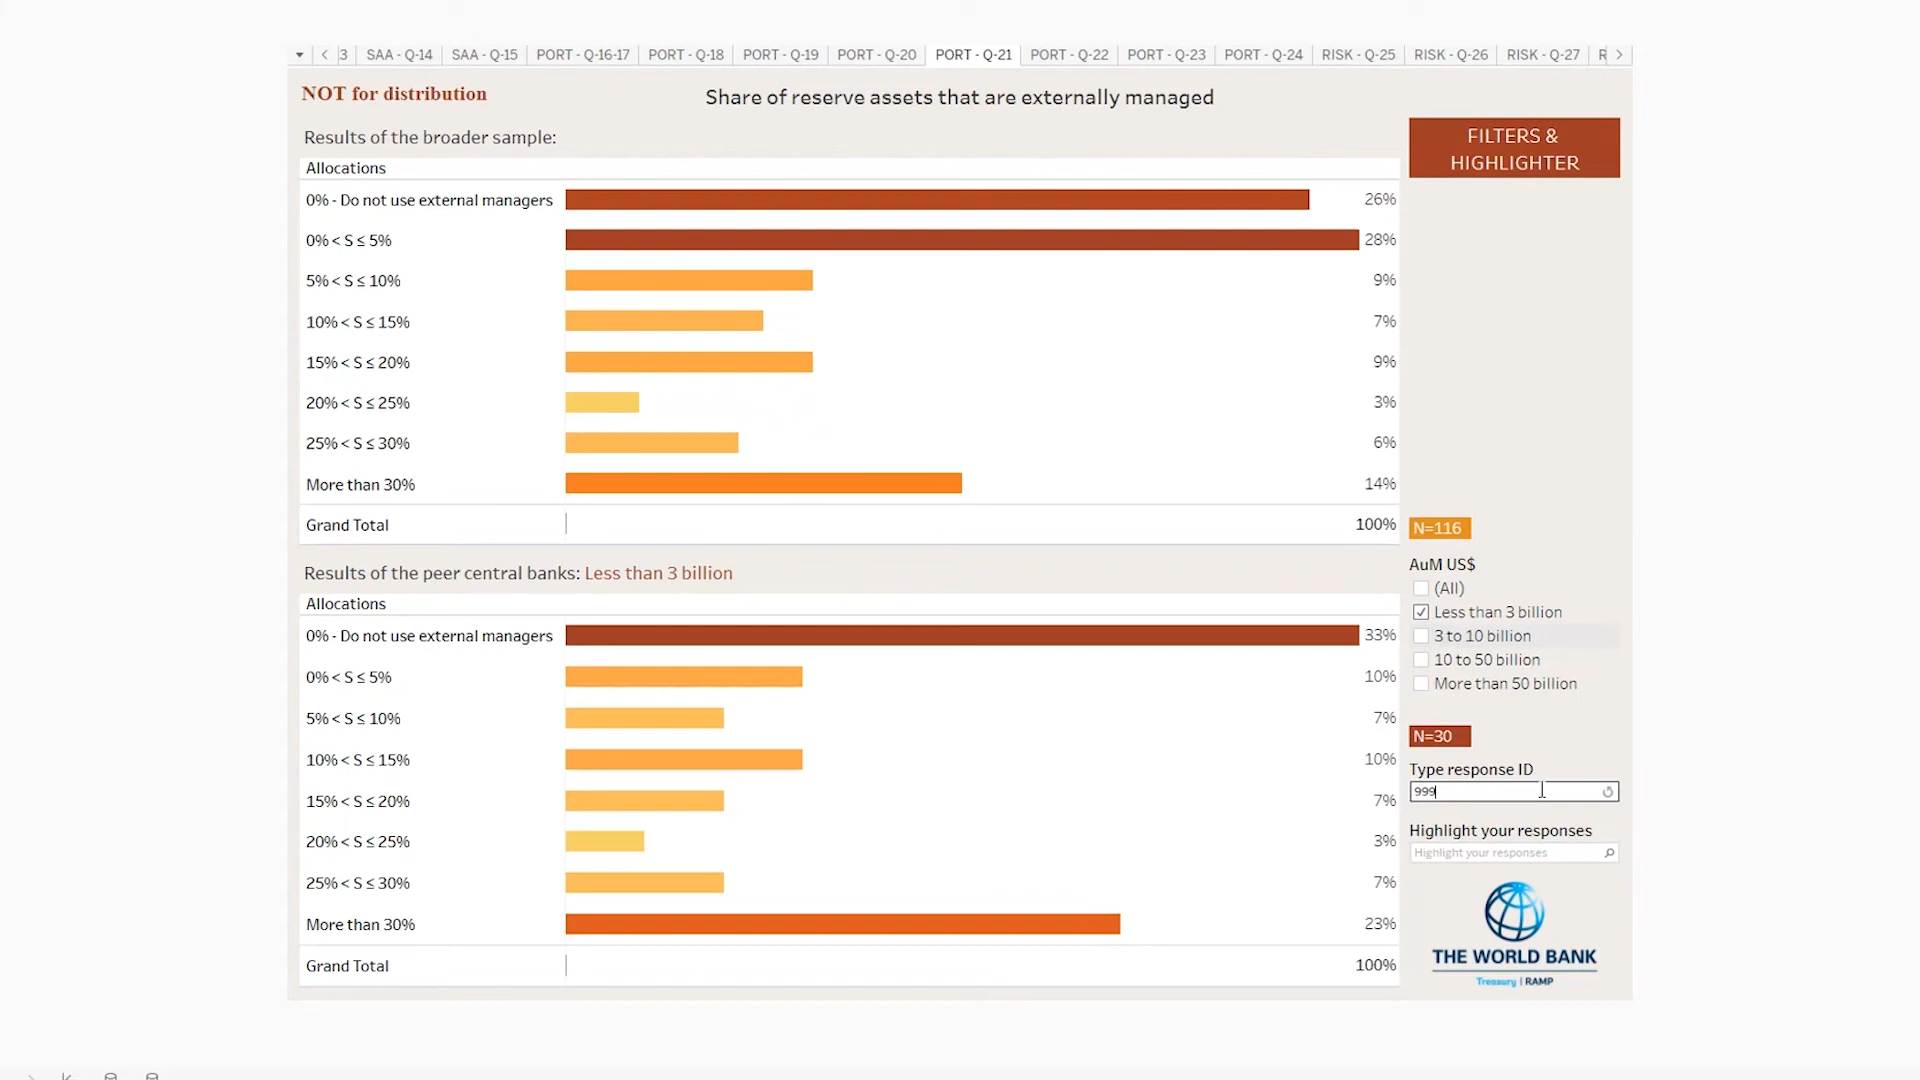 3 SAA - Q-14 SAA - Q-15 PORT - Q-16-17 PORT - Q-18 PORT - Q-19 PORT - Q-20 PORT - Q-21 PORT - Q-22 PORT - Q-23 PORT - Q-24 RISK - Q-25 RISK - Q-26 RISK - Q-27
NOT for distribution
Share of reserve assets that are externally managed
Results of the broader sample:
Allocations
0% - Do not use external managers 26%
0% < S ≤ 5% 28%
5% < S ≤ 10% 9%
10% < S ≤ 15% 7%
15% < S ≤ 20% 9%
20% < S ≤ 25% 3%
25% < S ≤ 30% 6%
More than 30% 14%
Grand Total 100%
Results of the peer central banks: Less than 3 billion
Allocations
0% - Do not use external managers 33%
0% < S ≤ 5% 10%
5% < S ≤ 10% 7%
10% < S ≤ 15% 10%
15% < S ≤ 20% 7%
20% < S ≤ 25% 3%
25% < S ≤ 30% 7%
More than 30% 23%
Grand Total 100%
FILTERS &
HIGHLIGHTER
N=116
AuM US$
(All)
Less than 3 billion
3 to 10 billion
10 to 50 billion
More than 50 billion
N=30
Type response ID
999
Highlight your responses
Highlight your responses
THE WORLD BANK
Treasury | RAMP